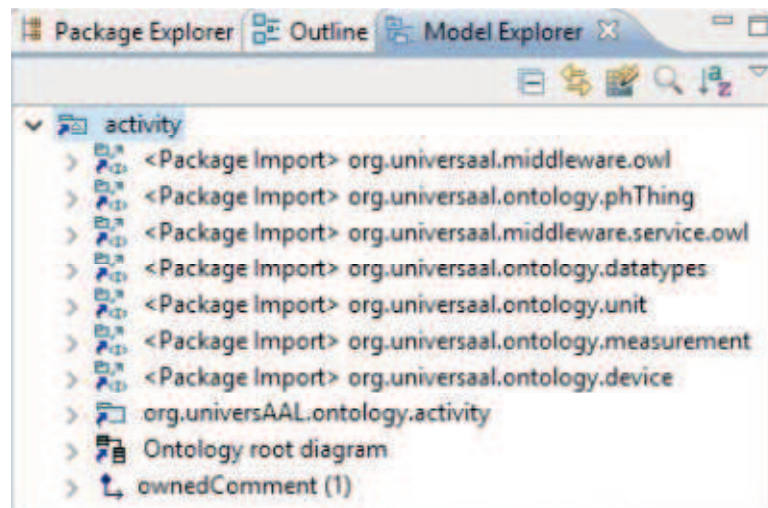 Package Explorer Outline Model Explorer
activity
<Package Import> org.universaal.middleware.owl
<Package Import> org.universaal.ontology.phThing
<Package Import> org.universaal.middleware.service.owl
<Package Import> org.universaal.ontology.datatypes
<Package Import> org.universaal.ontology.unit
<Package Import> org.universaal.ontology.measurement
<Package Import> org.universaal.ontology.device
org.universAAL.ontology.activity
Ontology root diagram
ownedComment (1)